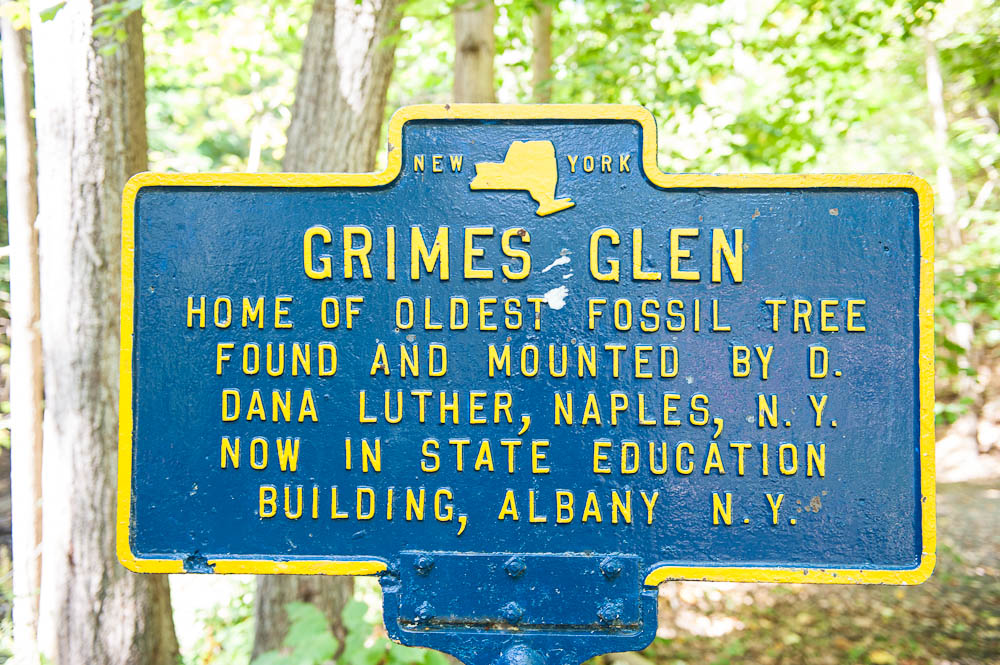 NEW YORK
GRIMES GLEN
HOME OF OLDEST FOSSIL TREE
FOUND AND MOUNTED BY D.
DANA LUTHER, NAPLES, N.Y.
NOW IN STATE EDUCATION
BUILDING, ALBANY N.Y.